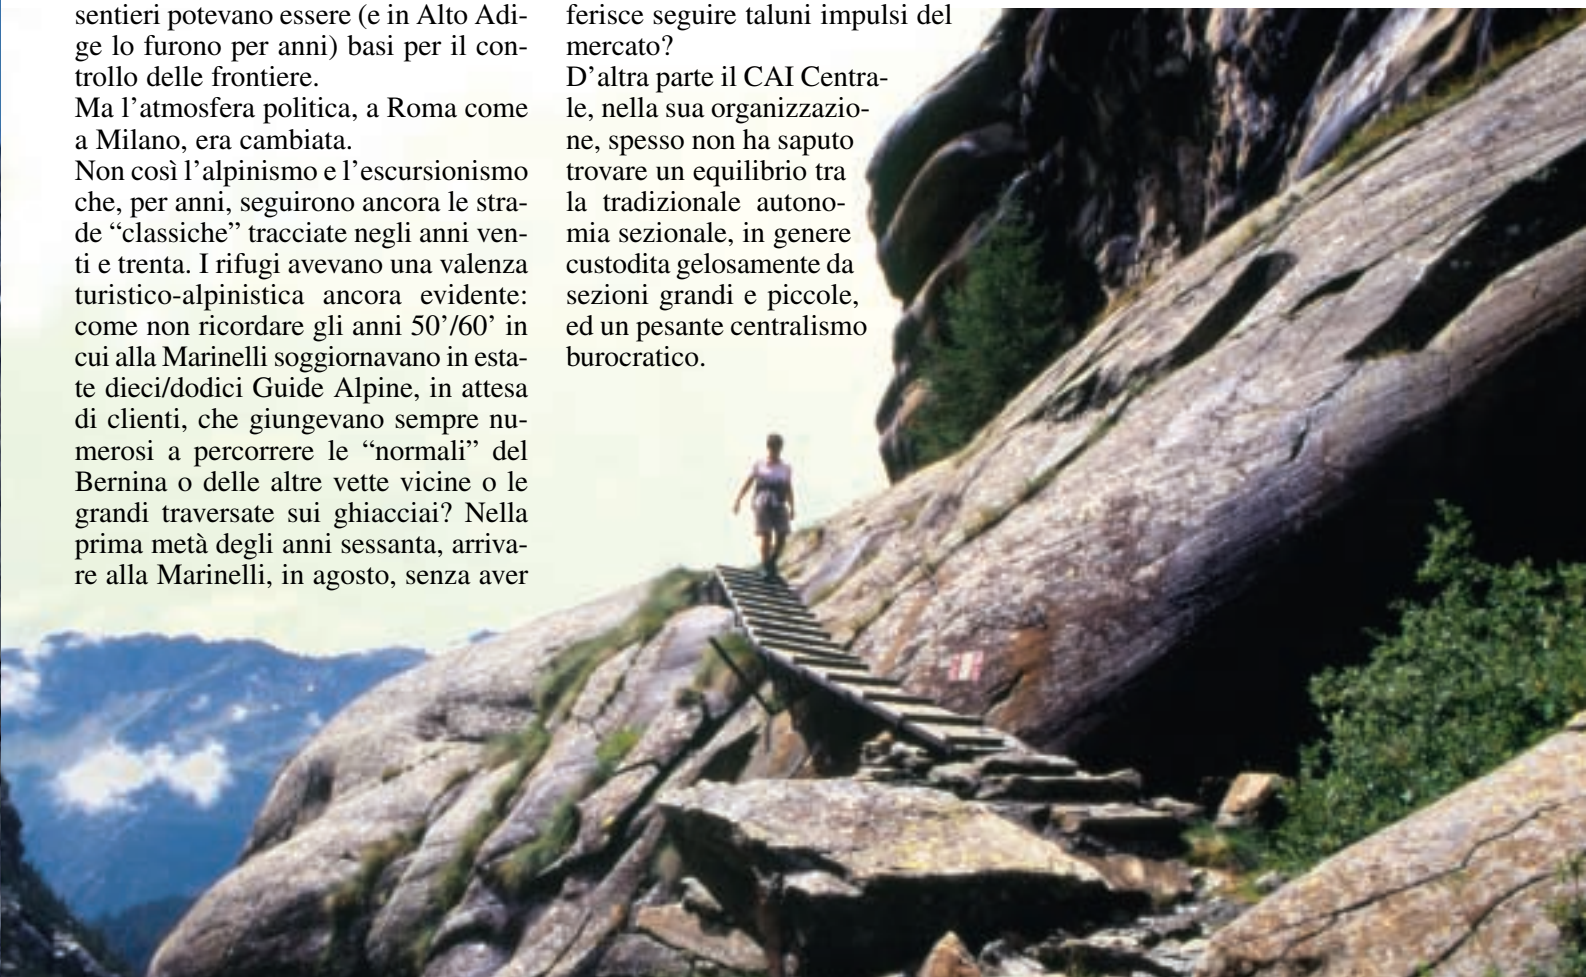 sentieri potevano essere (e in Alto Adi-
ge lo furono per anni) basi per il con-
trollo delle frontiere.
Ma l’atmosfera politica, a Roma come
a Milano, era cambiata.
Non così l’alpinismo e l’escursionismo
che, per anni, seguirono ancora le stra-
de “classiche” tracciate negli anni ven-
ti e trenta. I rifugi avevano una valenza
turistico-alpinistica ancora evidente:
come non ricordare gli anni 50’/60’ in
cui alla Marinelli soggiornavano in esta-
te dieci/dodici Guide Alpine, in attesa
di clienti, che giungevano sempre nu-
merosi a percorrere le “normali” del
Bernina o delle altre vette vicine o le
grandi traversate sui ghiacciai? Nella
prima metà degli anni sessanta, arriva-
re alla Marinelli, in agosto, senza aver
ferisce seguire taluni impulsi del
mercato?
D’altra parte il CAI Centra-
le, nella sua organizzazio-
ne, spesso non ha saputo
trovare un equilibrio tra
la tradizionale autono-
mia sezionale, in genere
custodita gelosamente da
sezioni grandi e piccole,
ed un pesante centralismo
burocratico.